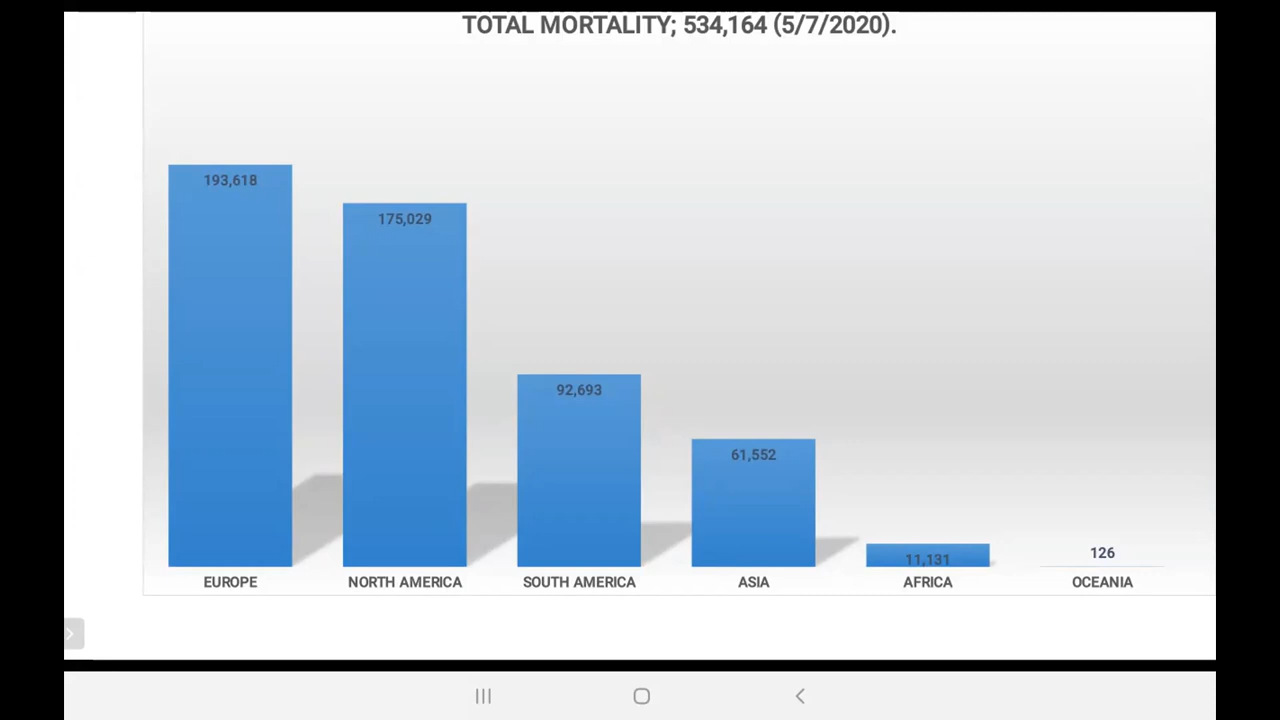 TOTAL MORTALITY; 534,164 (5/7/2020).
193,618
175,029
92,693
61,552
11,131
126
EUROPE
NORTH AMERICA
SOUTH AMERICA
ASIA
AFRICA
OCEANIA